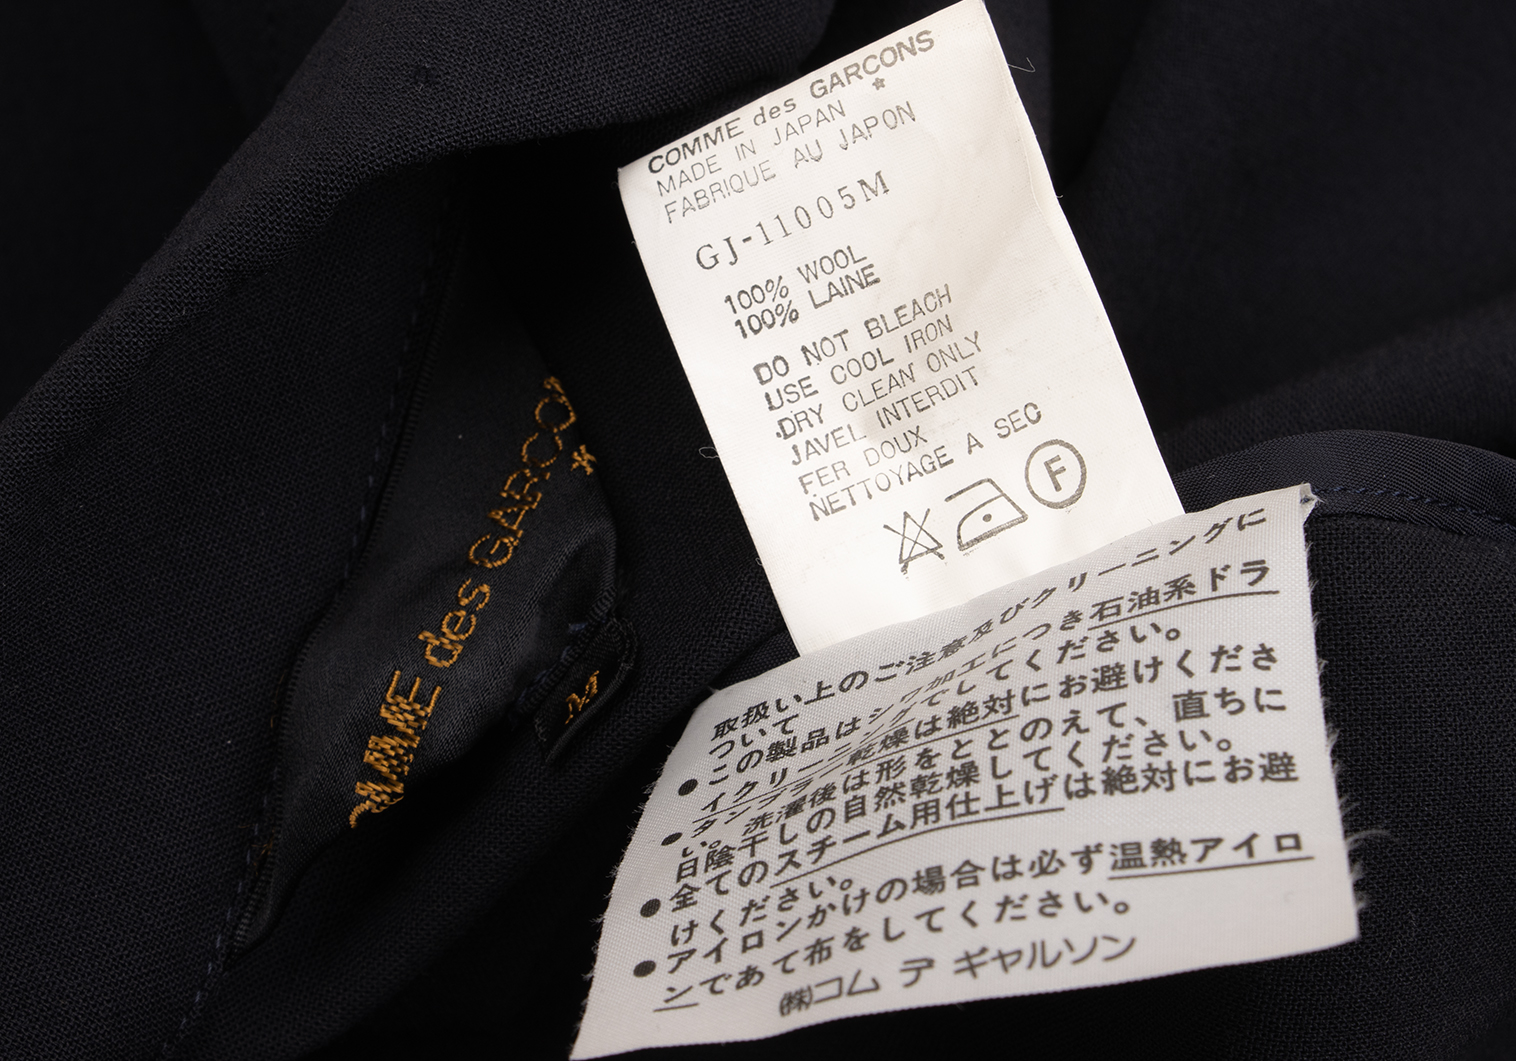 COMME des GARCONS
*
MADE IN JAPAN
FABRIQUE AU JAPON
GJ-11005M
100% WOOL
100% LAINE
DO NOT BLEACH
USE COOL IRON
DRY CLEAN ONLY
JAVEL INTERDIT
FER DOUX
NETTOYAGE A SEC
F
des GARCO
*
M
取扱い上のご注意及びクリーニングに
ついて
●この製品はシワ加工につき石油系ドラ
イクリーニングでしてください。
●タンブラン乾燥は絶対にお避けくださ
い。洗濯後は形をととのえて、直ちに
日陰干しの自然乾燥してください。
●全てのスチーム用仕上げは絶対にお避
けください。
●アイロンかけの場合は必ず温熱アイロ
ンであて布をしてください。
㈱コム デ ギャルソン